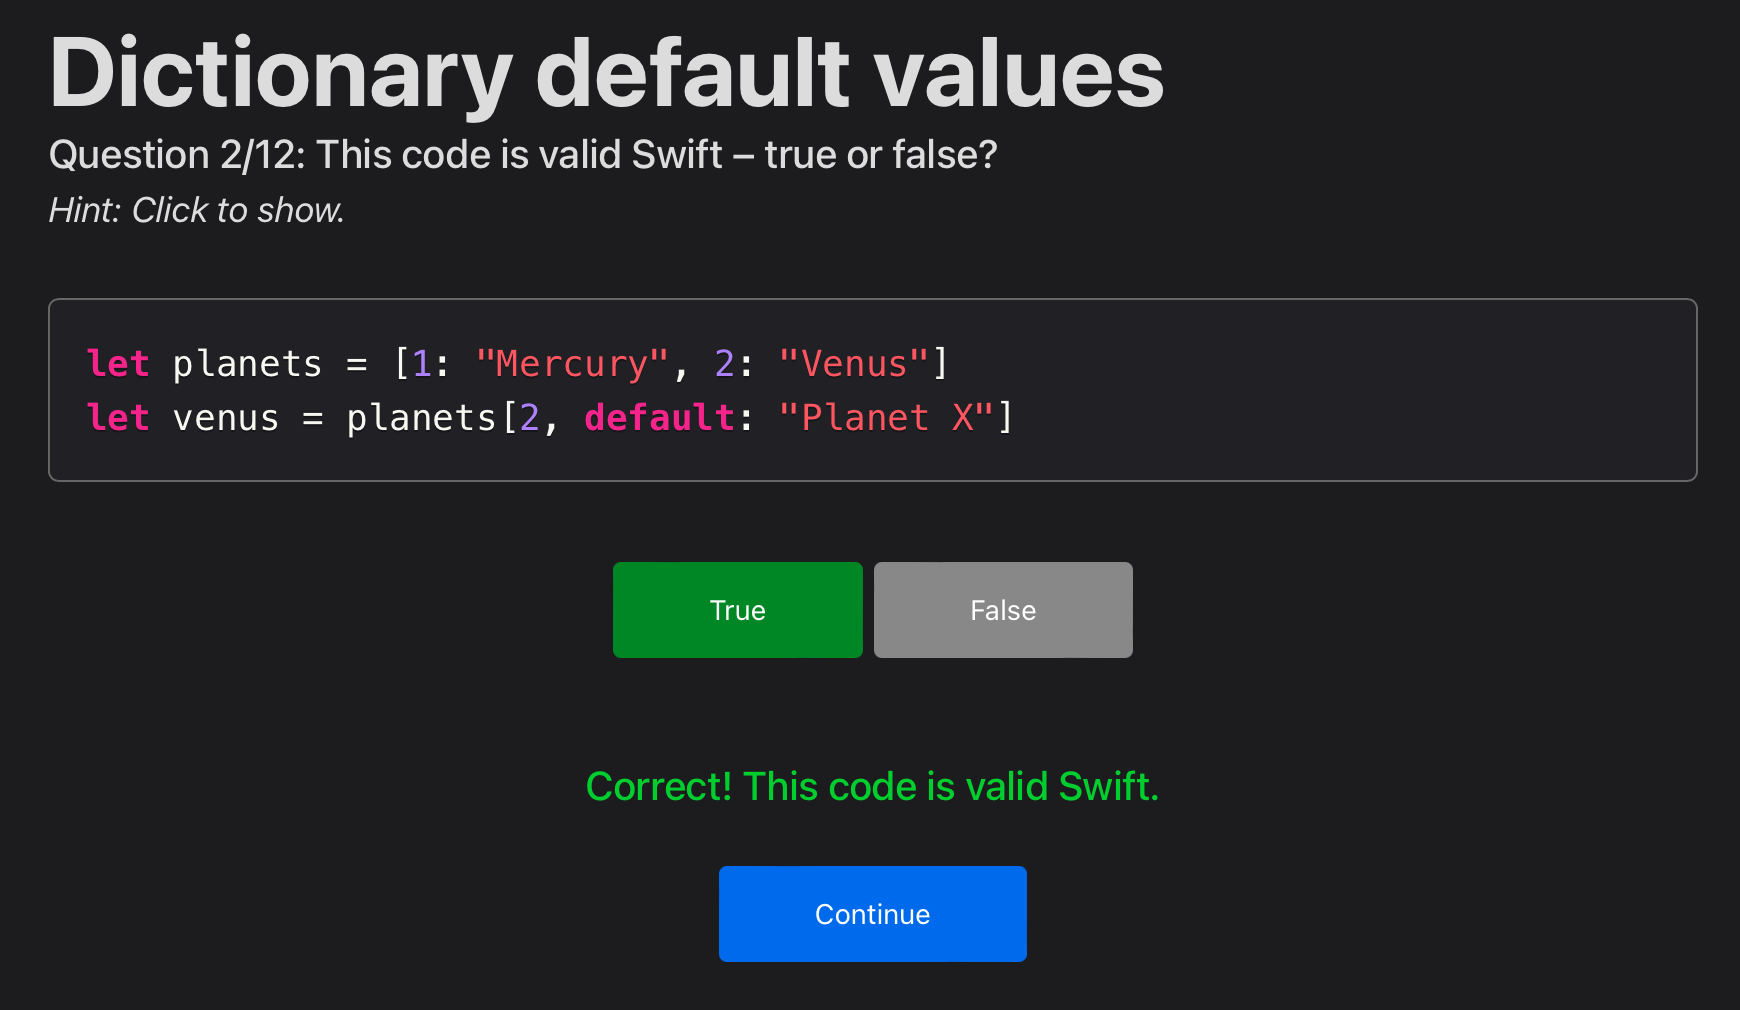 Dictionary default values
Question 2/12: This code is valid Swift – true or false?
Hint: Click to show.
let planets = [1: "Mercury", 2: "Venus"]
let venus = planets[2, default: "Planet X"]
True
False
Correct! This code is valid Swift.
Continue